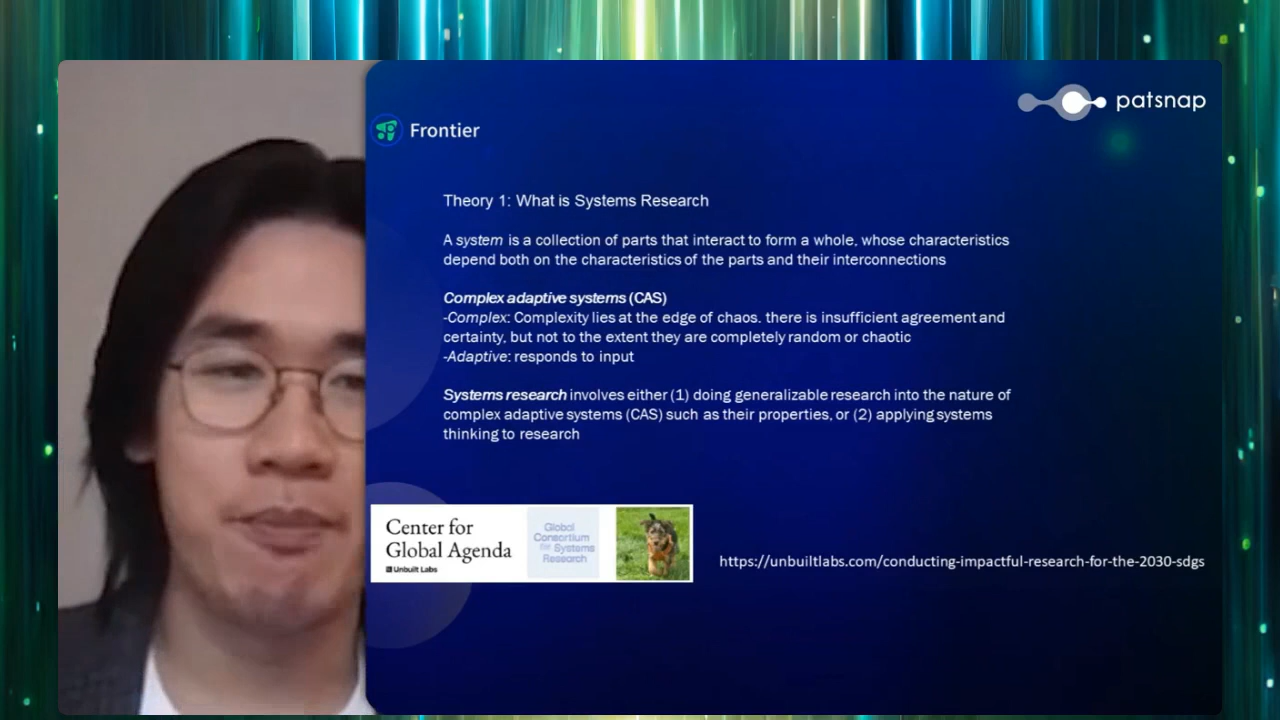 patsnap
Frontier
Theory 1: What is Systems Research
A system is a collection of parts that interact to form a whole, whose characteristics
depend both on the characteristics of the parts and their interconnections
Complex adaptive systems (CAS)
-Complex: Complexity lies at the edge of chaos. there is insufficient agreement and
certainty, but not to the extent they are completely random or chaotic
-Adaptive: responds to input
Systems research involves either (1) doing generalizable research into the nature of
complex adaptive systems (CAS) such as their properties, or (2) applying systems
thinking to research
Center for
Global Agenda
Unbuilt Labs
Global
Consortium
for Systems
Research
https://unbuiltlabs.com/conducting-impactful-research-for-the-2030-sdgs